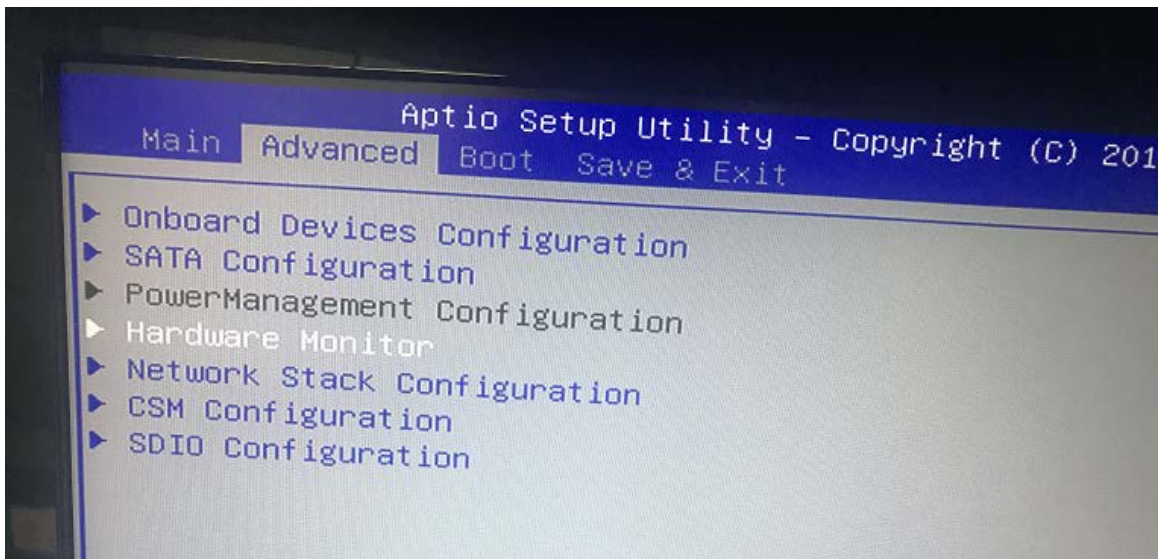 Aptio Setup Utility – Copyright (C) 201
Main Advanced Boot Save & Exit
Onboard Devices Configuration
SATA Configuration
PowerManagement Configuration
Hardware Monitor
Network Stack Configuration
CSM Configuration
SDIO Configuration